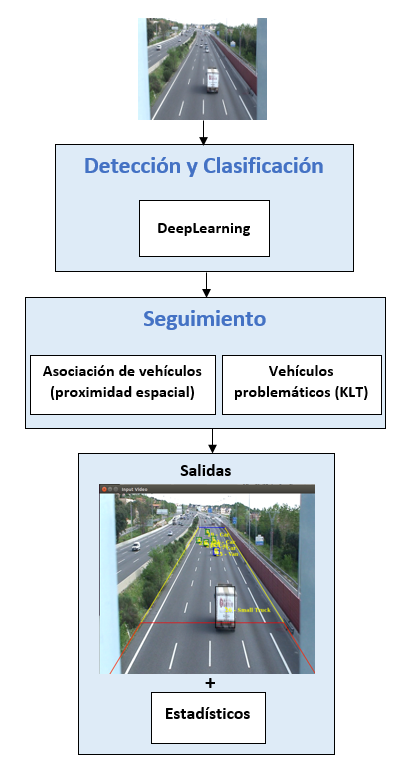 Detección y Clasificación
DeepLearning
Seguimiento
Asociación de vehículos
(proximidad espacial)
Vehículos
problemáticos (KLT)
Salidas
Input Video
Small Truck
+
Estadísticos